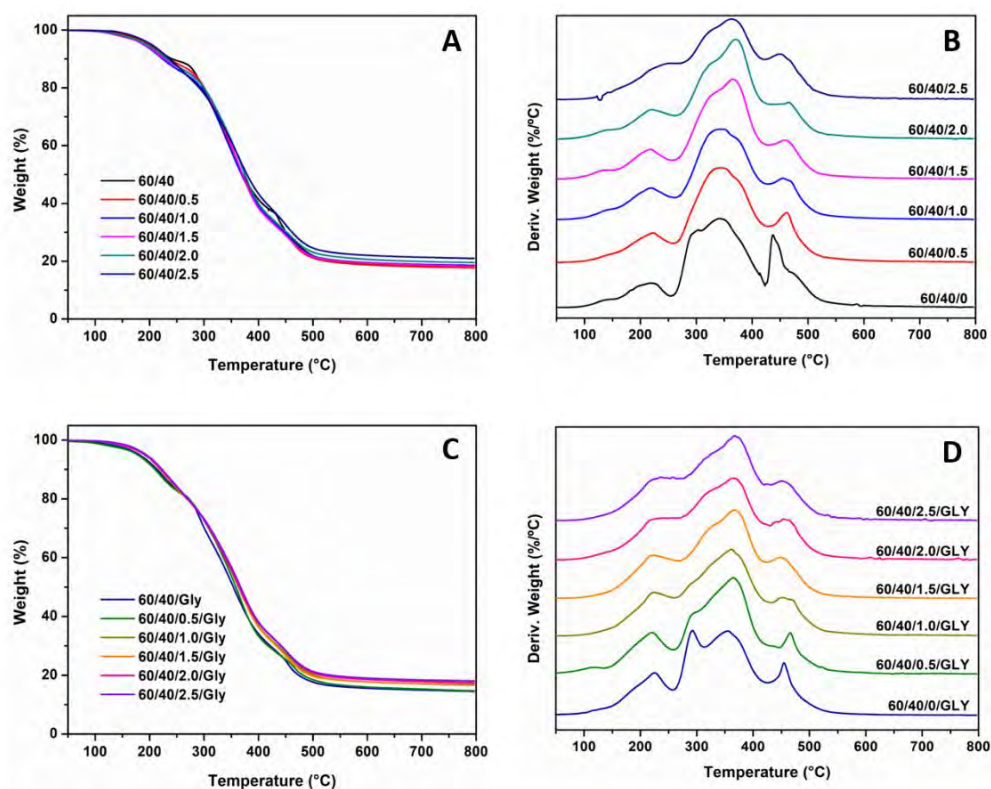 A
Weight (%)
100
80
60
40
20
0
60/40
60/40/0.5
60/40/1.0
60/40/1.5
60/40/2.0
60/40/2.5
100 200 300 400 500 600 700 800
Temperature (°C)
B
Deriv. Weight (%/°C)
60/40/2.5
60/40/2.0
60/40/1.5
60/40/1.0
60/40/0.5
60/40/0
100 200 300 400 500 600 700 800
Temperature (°C)
C
Weight (%)
100
80
60
40
20
0
60/40/Gly
60/40/0.5/Gly
60/40/1.0/Gly
60/40/1.5/Gly
60/40/2.0/Gly
60/40/2.5/Gly
100 200 300 400 500 600 700 800
Temperature (°C)
D
Deriv. Weight (%/°C)
60/40/2.5/GLY
60/40/2.0/GLY
60/40/1.5/GLY
60/40/1.0/GLY
60/40/0.5/GLY
60/40/0/GLY
100 200 300 400 500 600 700 800
Temperature (°C)